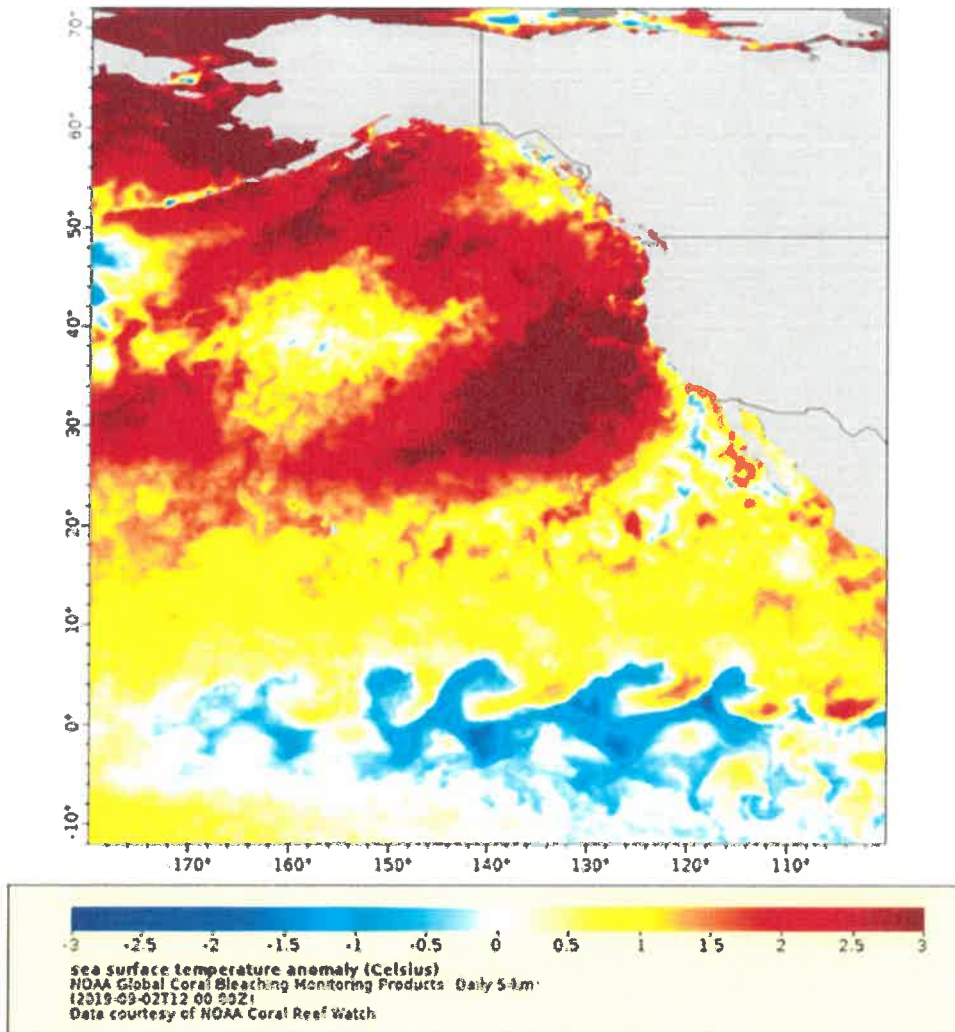 70°
60°
50°
40°
30°
20°
10°
0°
-10°
170° 160° 150° 140° 130° 120° 110°
-3 -2.5 -2 -1.5 -1 -0.5 0 0.5 1 1.5 2 2.5 3
sea surface temperature anomaly (Celsius)
NOAA Global Coral Bleaching Monitoring Products Daily 5-km
(2019-09-02T12 00 00Z)
Data courtesy of NOAA Coral Reef Watch